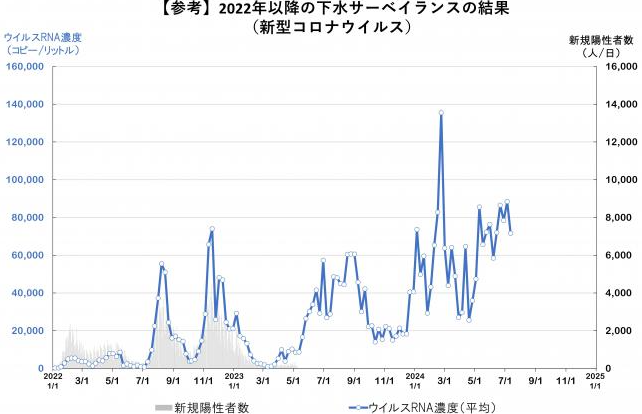 【参考】2022年以降の下水サーベイランスの結果
（新型コロナウイルス）
ウイルスRNA濃度
（コピー/リットル）
新規陽性者数
（人/日）
160,000 16,000
140,000 14,000
120,000 12,000
100,000 10,000
80,000 8,000
60,000 6,000
40,000 4,000
20,000 2,000
0 0
2022 2023 2024 2025
1/1 3/1 5/1 7/1 9/1 11/1 1/1 3/1 5/1 7/1 9/1 11/1 1/1 3/1 5/1 7/1 9/1 11/1 1/1
新規陽性者数 ウイルスRNA濃度（平均）